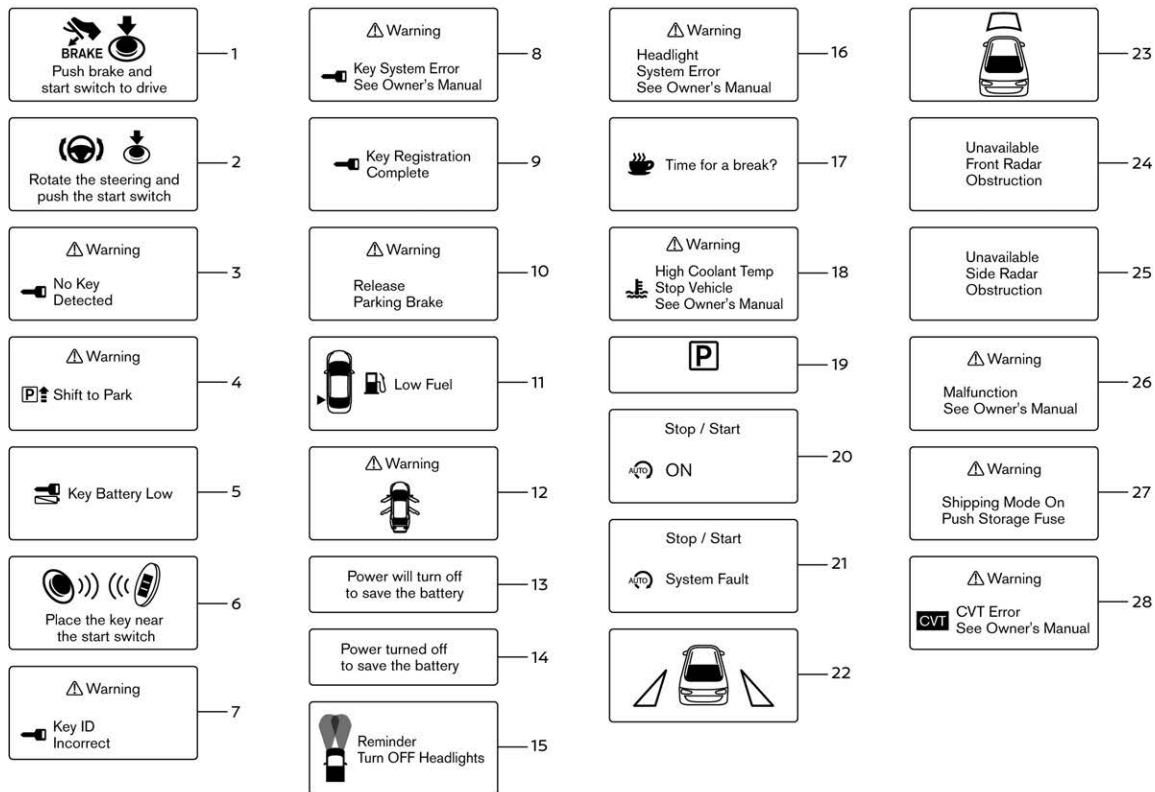 BRAKE
Push brake and
start switch to drive
1
Rotate the steering and
push the start switch
2
Warning
No Key
Detected
3
Warning
P Shift to Park
4
Key Battery Low
5
Place the key near
the start switch
6
Warning
Key ID
Incorrect
7
Warning
Key System Error
See Owner's Manual
8
Key Registration
Complete
9
Warning
Release
Parking Brake
10
Low Fuel
11
Warning
12
Power will turn off
to save the battery
13
Power turned off
to save the battery
14
Reminder
Turn OFF Headlights
15
Warning
Headlight
System Error
See Owner's Manual
16
Time for a break?
17
Warning
High Coolant Temp
Stop Vehicle
See Owner's Manual
18
P
19
Stop / Start
AUTO ON
20
Stop / Start
AUTO System Fault
21
22
23
Unavailable
Front Radar
Obstruction
24
Unavailable
Side Radar
Obstruction
25
Warning
Malfunction
See Owner's Manual
26
Warning
Shipping Mode On
Push Storage Fuse
27
Warning
CVT CVT Error
See Owner's Manual
28